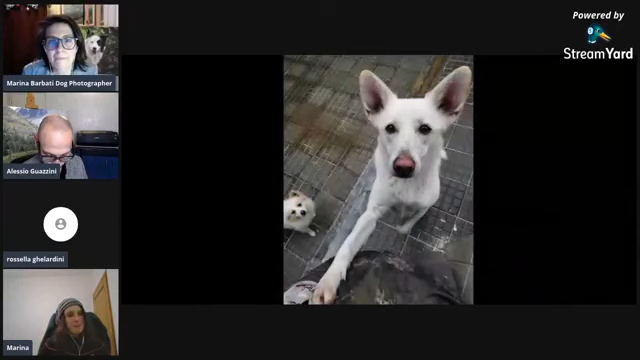 Powered by
StreamYard
Marina Barbati Dog Photographer
Alessio Guazzini
rossella ghelardini
Marina